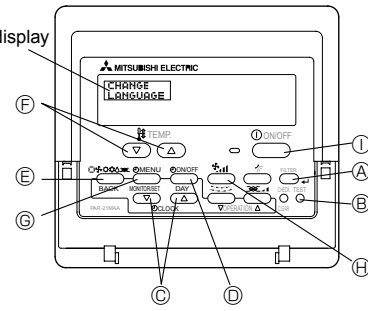 display
MITSUBISHI ELECTRIC
CHANGE
LANGUAGE
F
TEMP.
ON/OFF
I
E
MENU
ON/OFF
FILTER
A
BACK
MONITOR/SET
DAY
CHECK TEST
B
PAR-21MAA
CLOCK
OPERATION
CLEAR
G
H
C
D